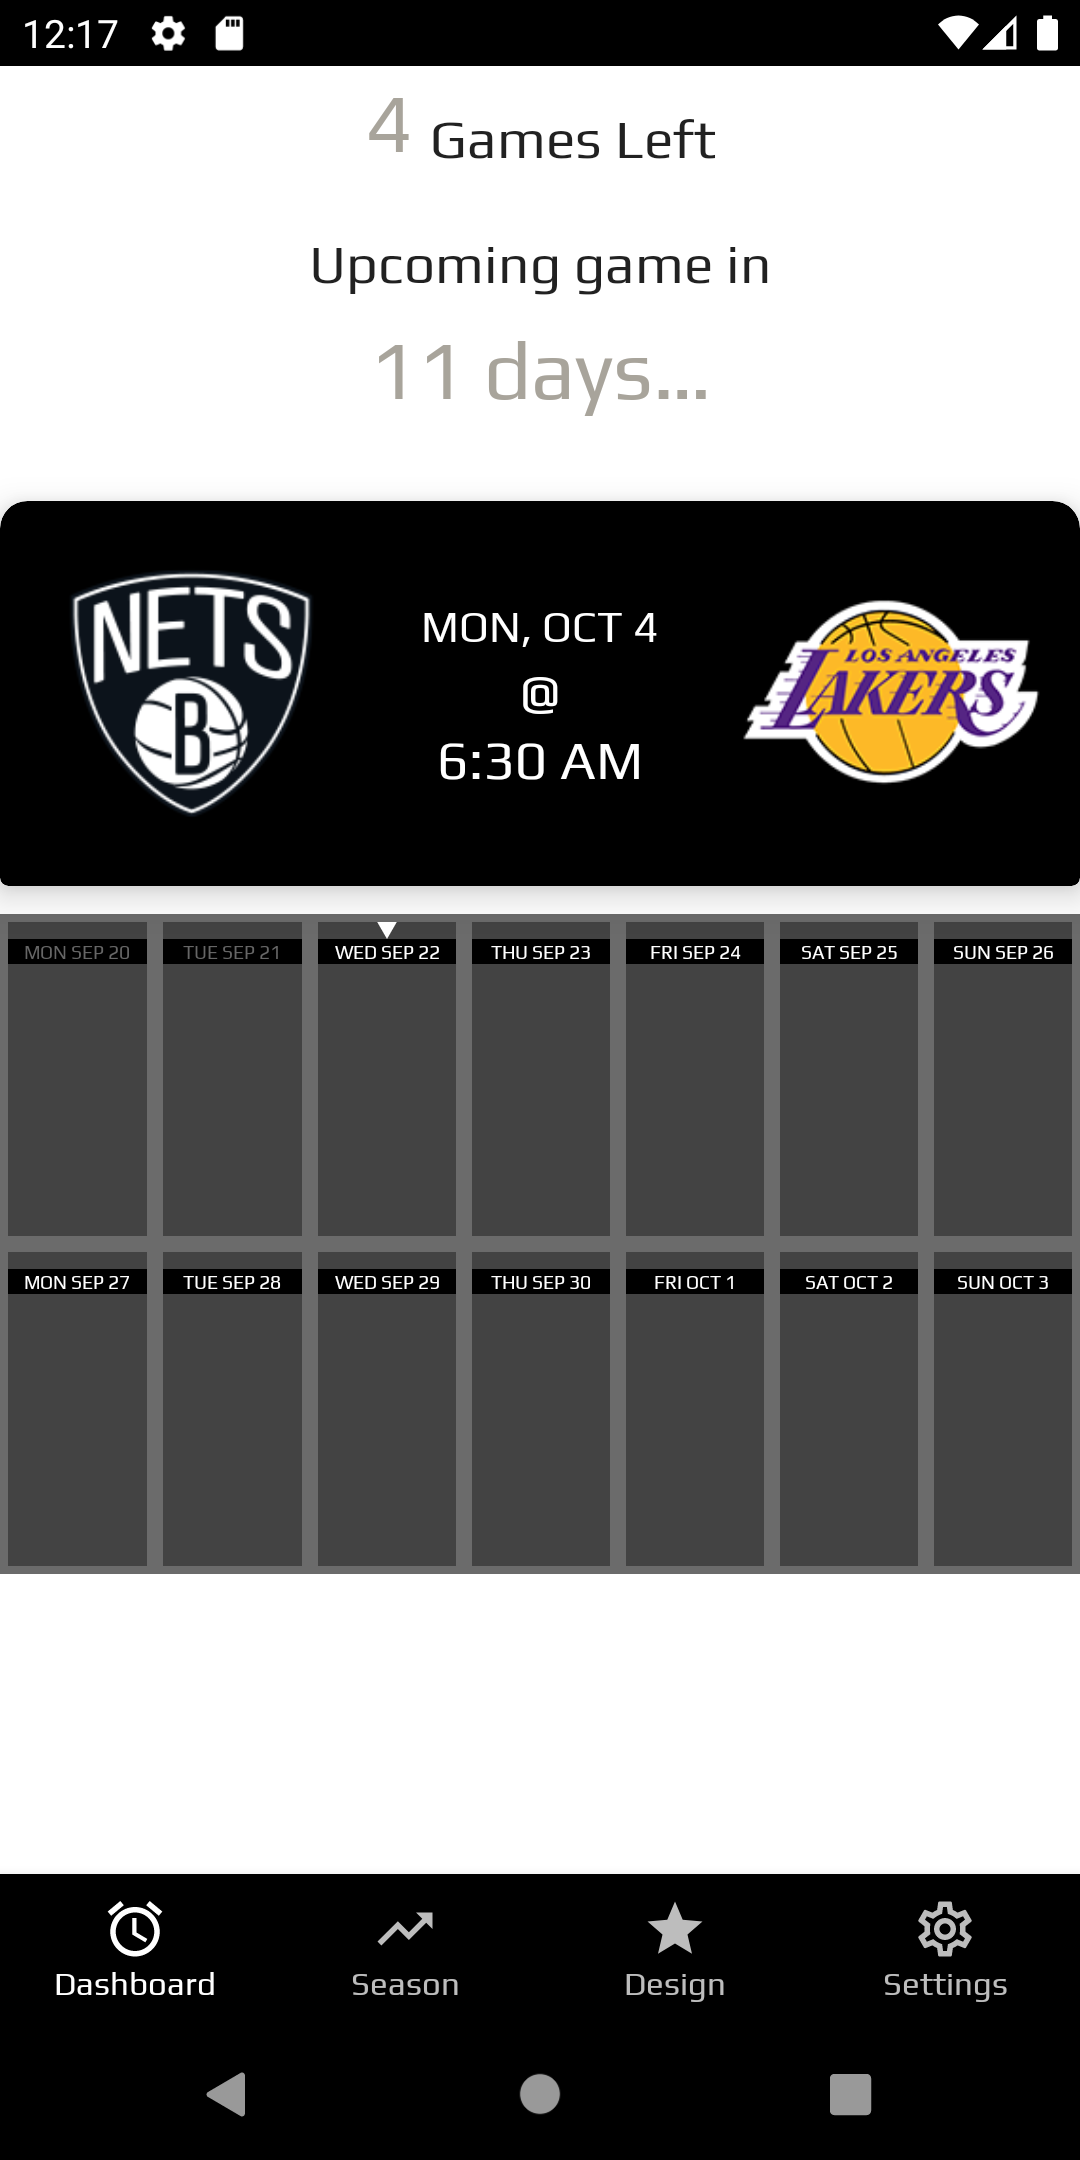 12:17
4 Games Left
Upcoming game in
11 days...
NETS
B
MON, OCT 4
@
6:30 AM
LOS ANGELES
LAKERS
MON SEP 20 TUE SEP 21 WED SEP 22 THU SEP 23 FRI SEP 24 SAT SEP 25 SUN SEP 26
MON SEP 27 TUE SEP 28 WED SEP 29 THU SEP 30 FRI OCT 1 SAT OCT 2 SUN OCT 3
Dashboard Season Design Settings